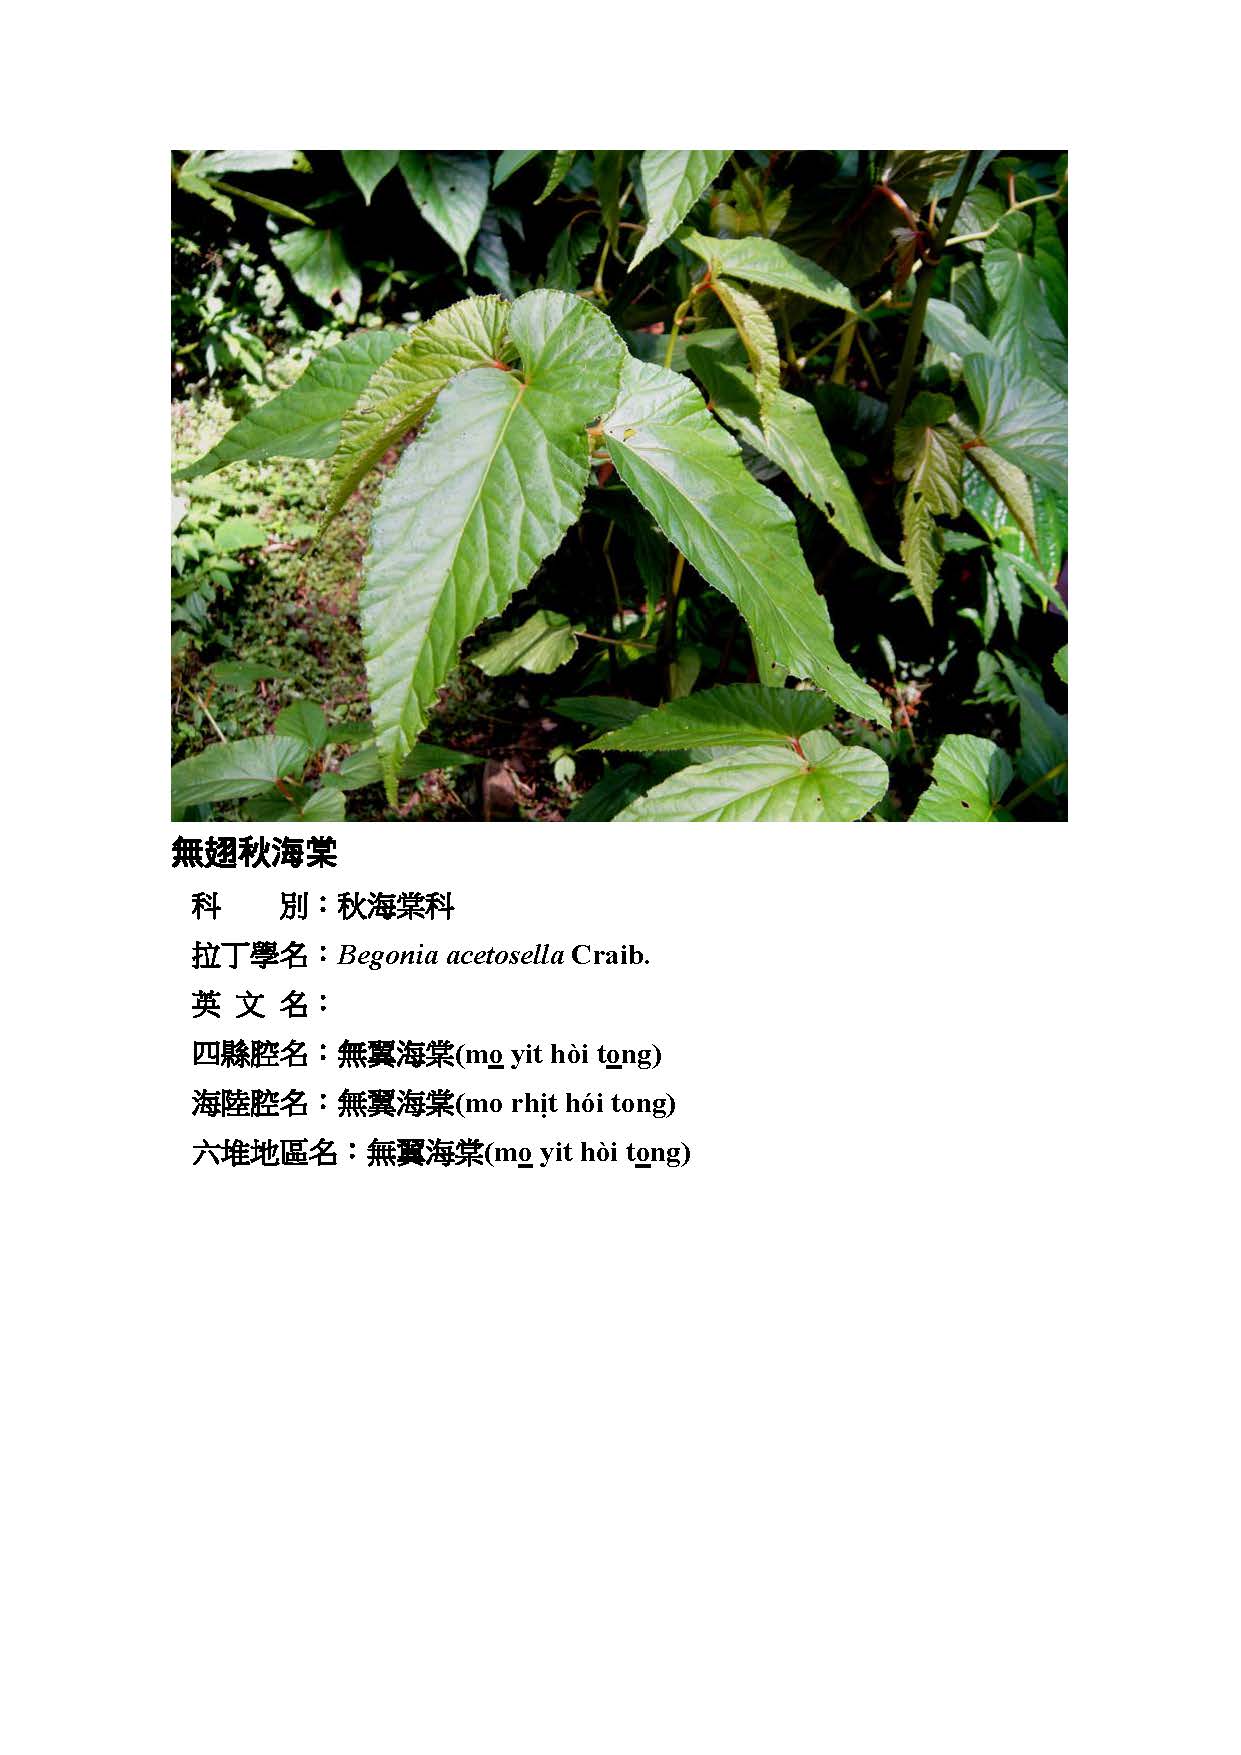 無翅秋海棠
科　　別：秋海棠科
拉丁學名：Begonia acetosella Craib.
英 文 名：
四縣腔名：無翼海棠(mo̲ yit hòi to̲ng)
海陸腔名：無翼海棠(mo rhịt hói tong)
六堆地區名：無翼海棠(mo̲ yit hòi to̲ng)